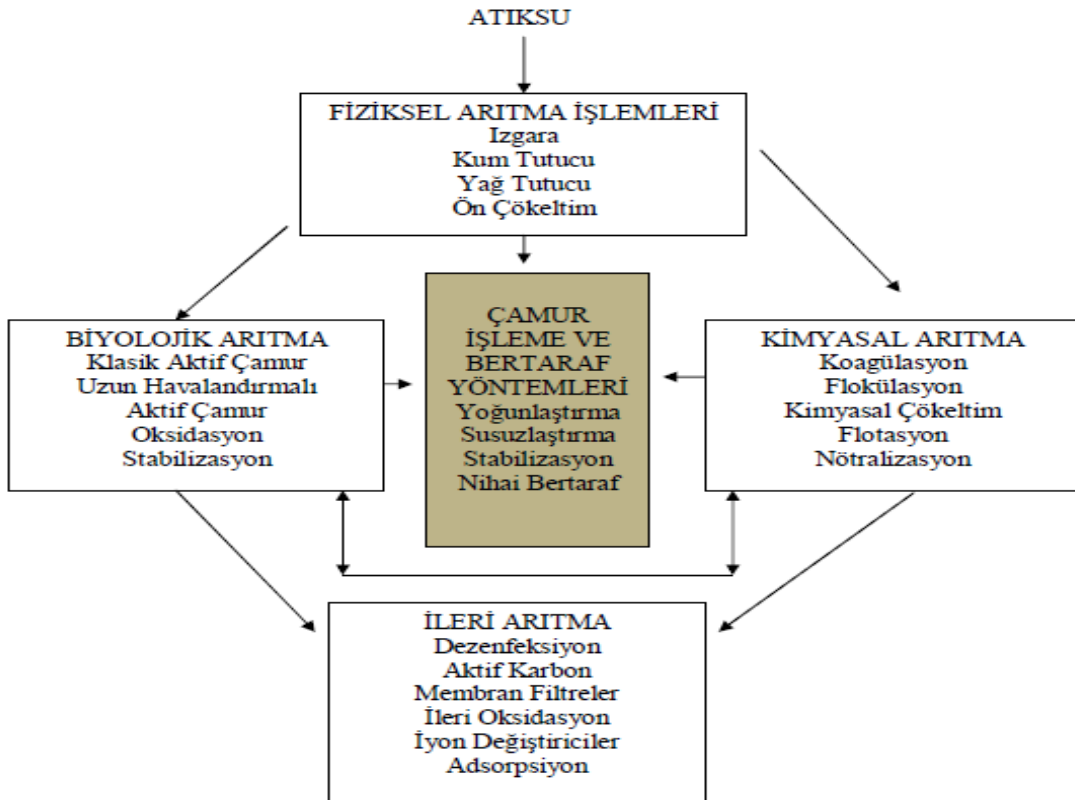 ATIKSU
FİZİKSEL ARITMA İŞLEMLERİ
Izgara
Kum Tutucu
Yağ Tutucu
Ön Çökeltim
BİYOLOJİK ARITMA
Klasik Aktif Çamur
Uzun Havalandırmalı
Aktif Çamur
Oksidasyon
Stabilizasyon
ÇAMUR
İŞLEME VE
BERTARAF
YÖNTEMLERİ
Yoğunlaştırma
Susuzlaştırma
Stabilizasyon
Nihai Bertaraf
KİMYASAL ARITMA
Koagülasyon
Flokülasyon
Kimyasal Çökeltim
Flotasyon
Nötralizasyon
İLERİ ARITMA
Dezenfeksiyon
Aktif Karbon
Membran Filtreler
İleri Oksidasyon
İyon Değiştiriciler
Adsorpsiyon